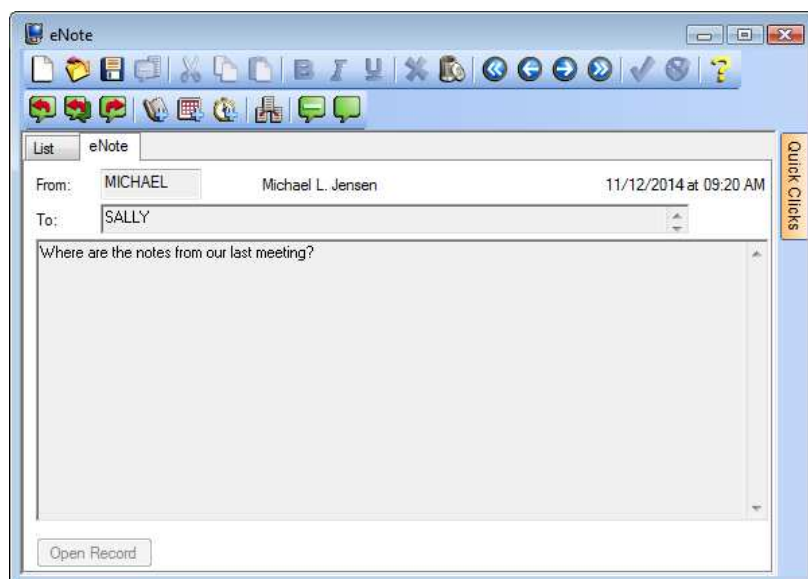 eNote
B I U
?
List eNote
Quick Clicks
From: MICHAEL Michael L. Jensen 11/12/2014 at 09:20 AM
To: SALLY
Where are the notes from our last meeting?
Open Record